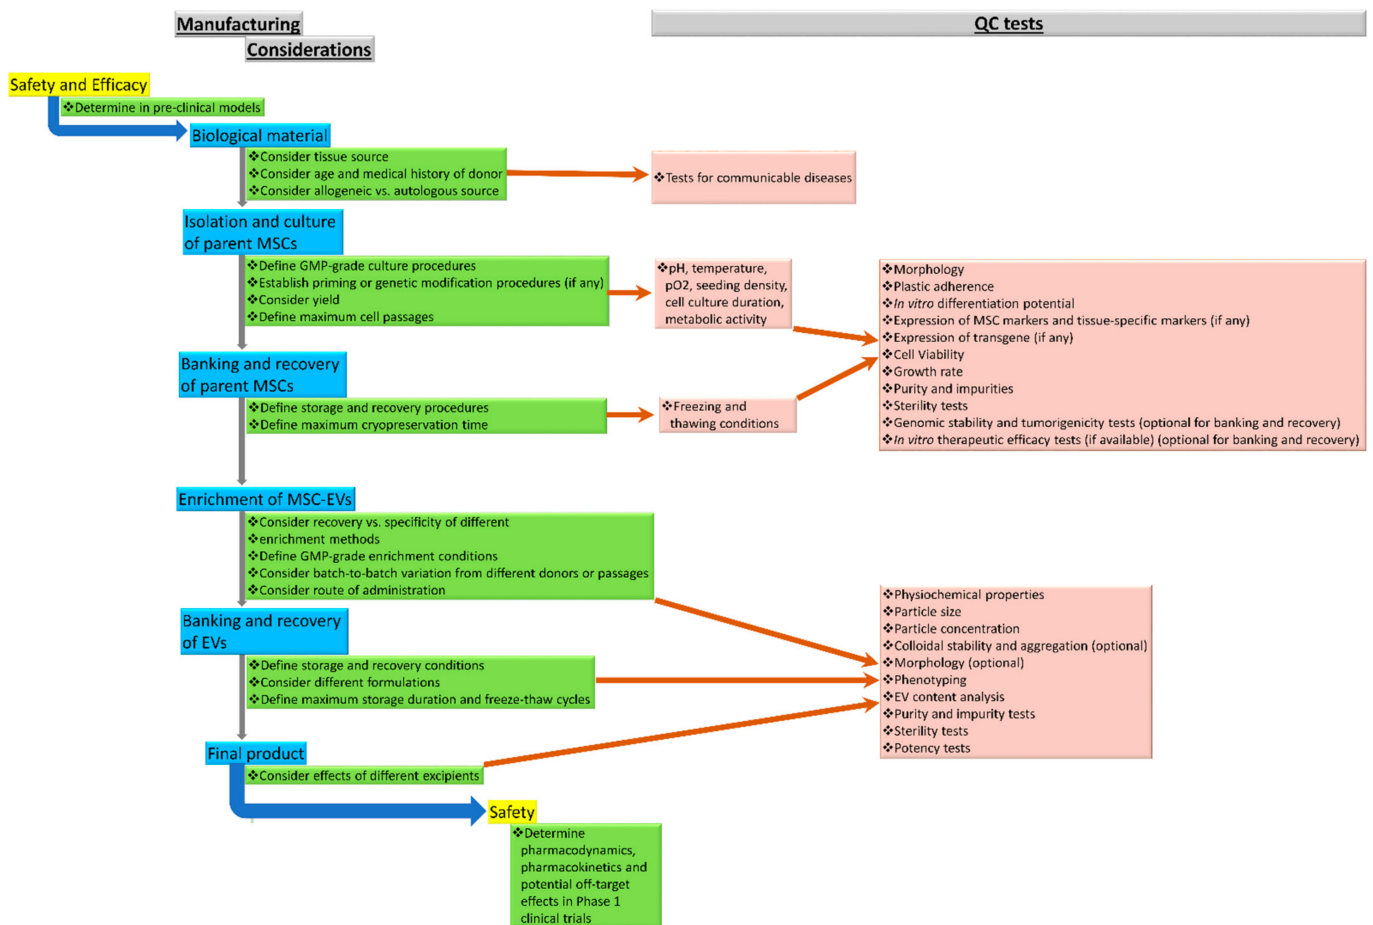 Manufacturing
Considerations
QC tests
Safety and Efficacy
❖Determine in pre-clinical models
Biological material
❖Consider tissue source
❖Consider age and medical history of donor
❖Consider allogeneic vs. autologous source
❖Tests for communicable diseases
Isolation and culture
of parent MSCs
❖Define GMP-grade culture procedures
❖Establish priming or genetic modification procedures (if any)
❖Consider yield
❖Define maximum cell passages
❖pH, temperature,
pO2, seeding density,
cell culture duration,
metabolic activity
❖Morphology
❖Plastic adherence
❖In vitro differentiation potential
❖Expression of MSC markers and tissue-specific markers (if any)
❖Expression of transgene (if any)
❖Cell Viability
❖Growth rate
❖Purity and impurities
❖Sterility tests
❖Genomic stability and tumorigenicity tests (optional for banking and recovery)
❖In vitro therapeutic efficacy tests (if available) (optional for banking and recovery)
Banking and recovery
of parent MSCs
❖Define storage and recovery procedures
❖Define maximum cryopreservation time
❖Freezing and
thawing conditions
Enrichment of MSC-EVs
❖Consider recovery vs. specificity of different
❖enrichment methods
❖Define GMP-grade enrichment conditions
❖Consider batch-to-batch variation from different donors or passages
❖Consider route of administration
Banking and recovery
of EVs
❖Define storage and recovery conditions
❖Consider different formulations
❖Define maximum storage duration and freeze-thaw cycles
❖Physiochemical properties
❖Particle size
❖Particle concentration
❖Colloidal stability and aggregation (optional)
❖Morphology (optional)
❖Phenotyping
❖EV content analysis
❖Purity and impurity tests
❖Sterility tests
❖Potency tests
Final product
❖Consider effects of different excipients
Safety
❖Determine
pharmacodynamics,
pharmacokinetics and
potential off-target
effects in Phase 1
clinical trials